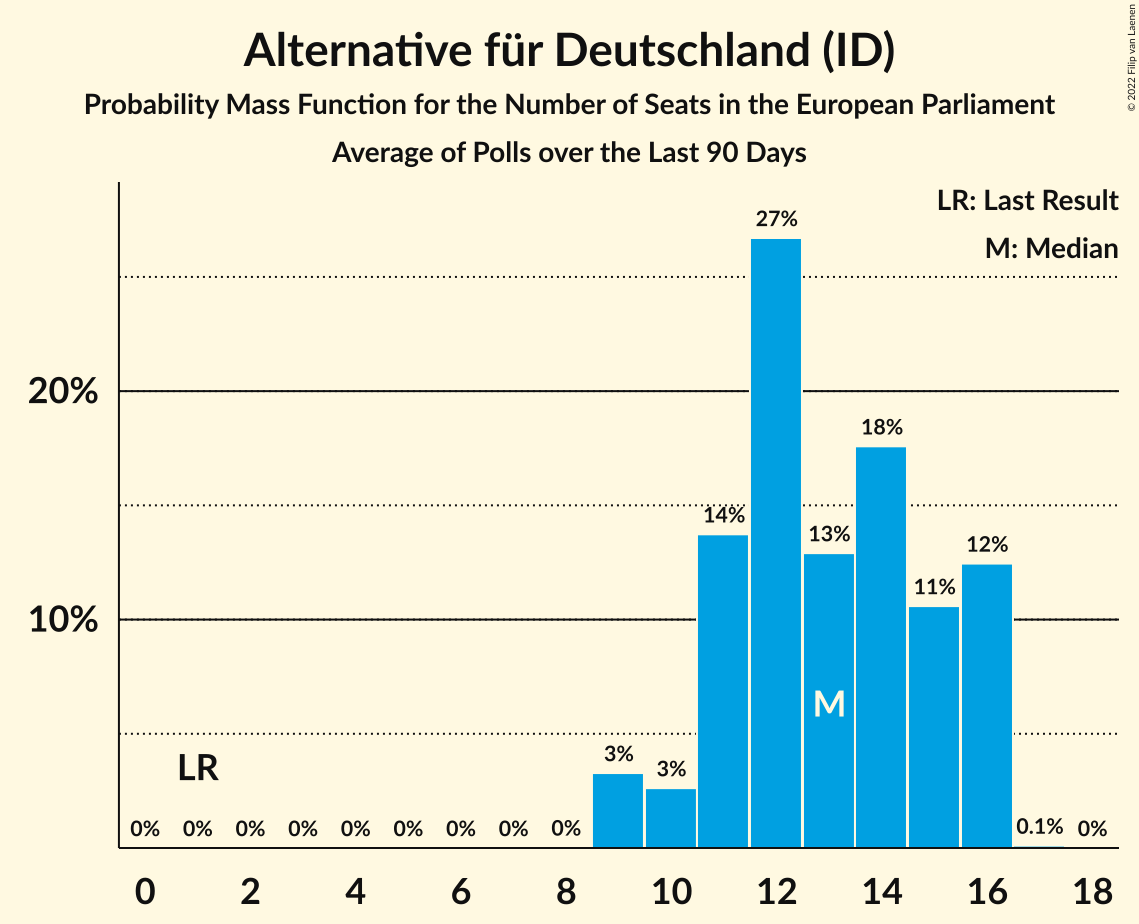 Alternative für Deutschland (ID)
Probability Mass Function for the Number of Seats in the European Parliament
Average of Polls over the Last 90 Days
© 2022 Filip van Laenen
LR: Last Result
M: Median
27%
20%
18%
14%
13%
12%
11%
10%
M
3%
3%
LR
0% 0% 0% 0% 0% 0% 0% 0% 0% 0.1% 0%
0 2 4 6 8 10 12 14 16 18